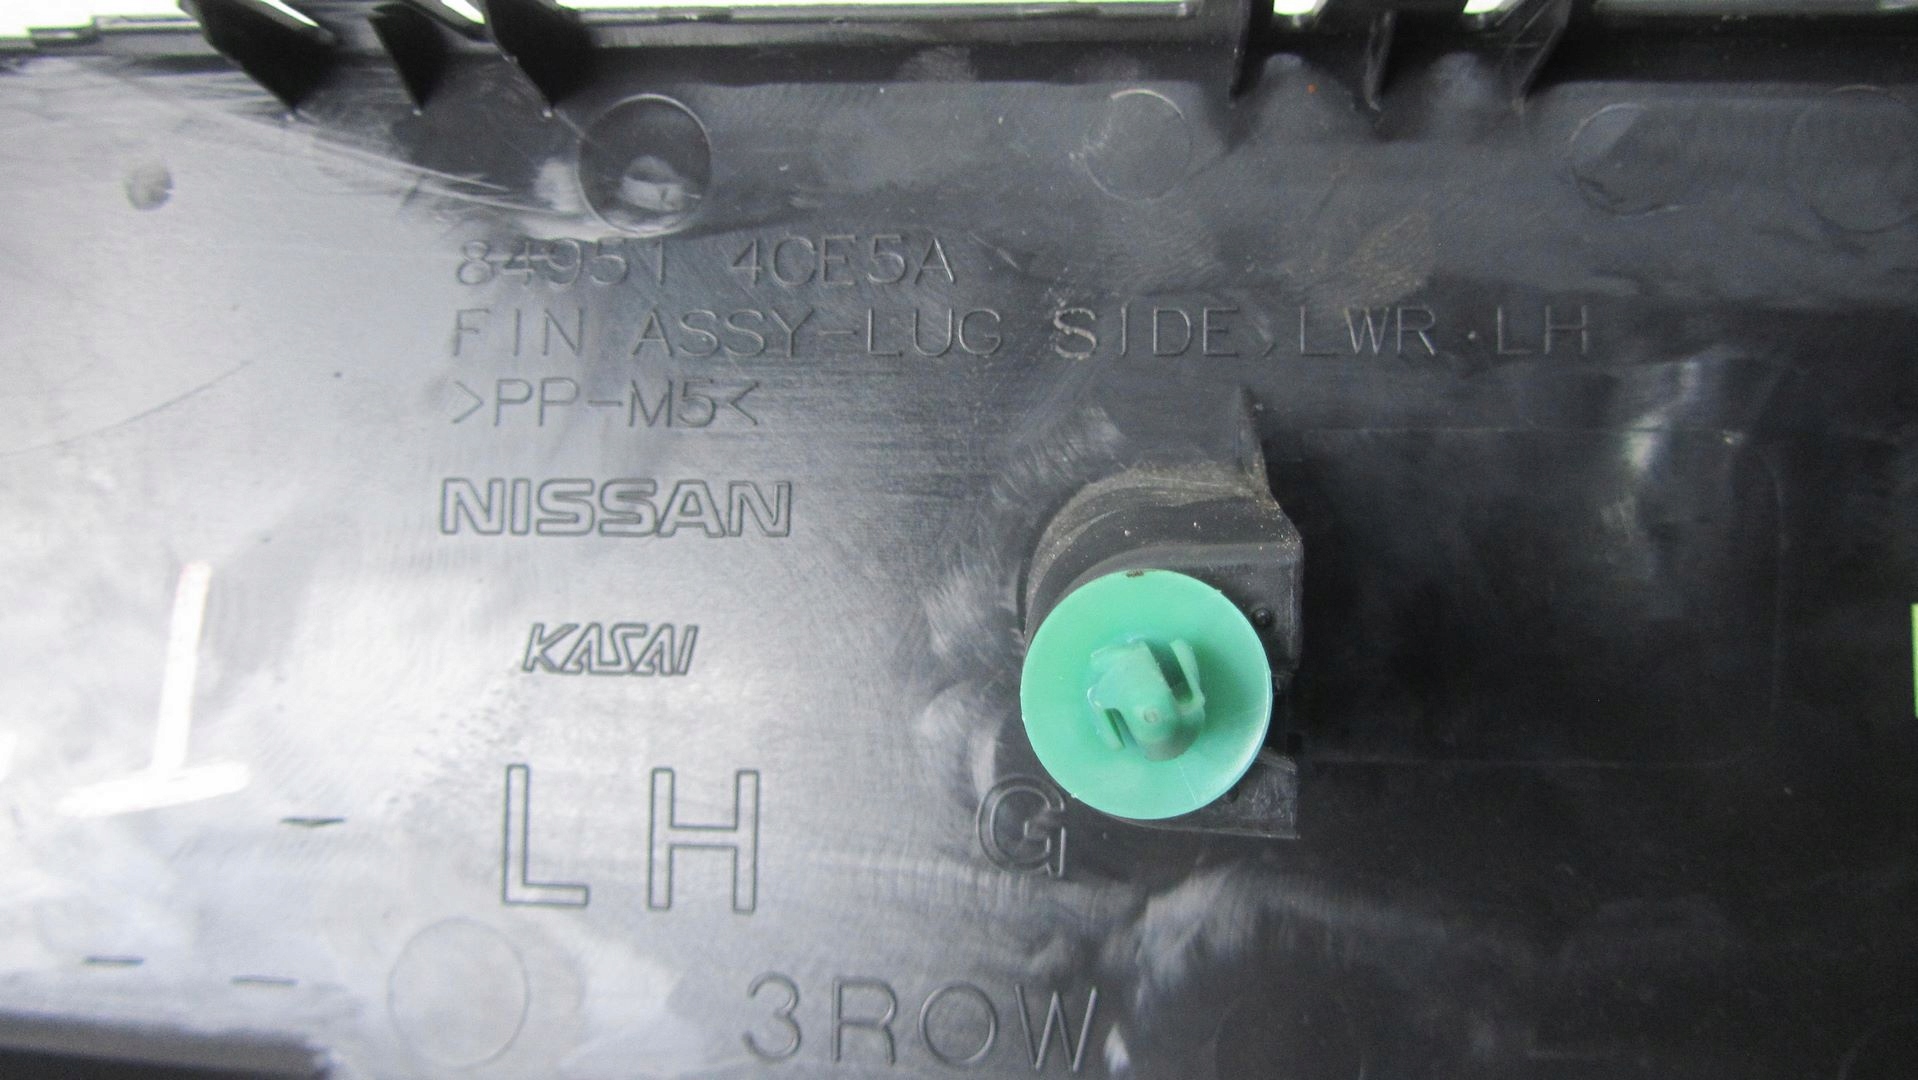 84951 4CE5A
FIN ASSY-LUG SIDE, LWR.LH
>PP-M5<
NISSAN
KASAI
LH G
3ROW